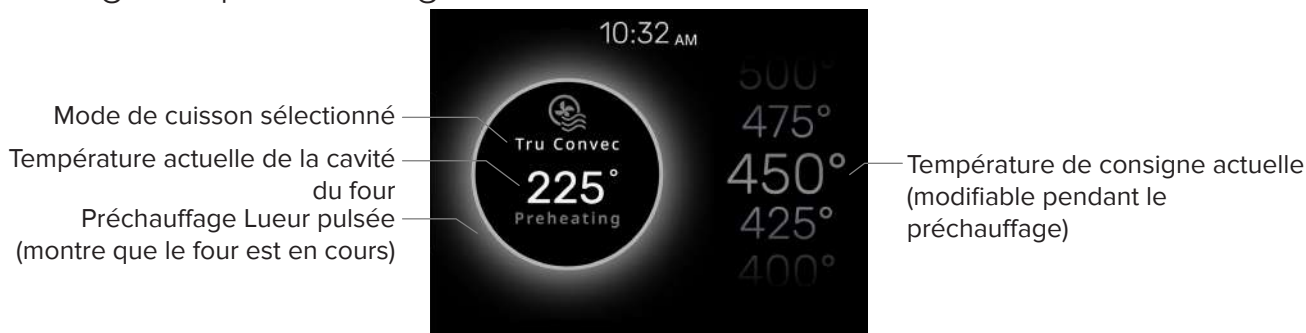 10:32 AM
Mode de cuisson sélectionné
Température actuelle de la cavité
du four
Préchauffage Lueur pulsée
(montre que le four est en cours)
Tru Convec
225°
Preheating
500°
475°
450°
425°
400°
Température de consigne actuelle
(modifiable pendant le
préchauffage)